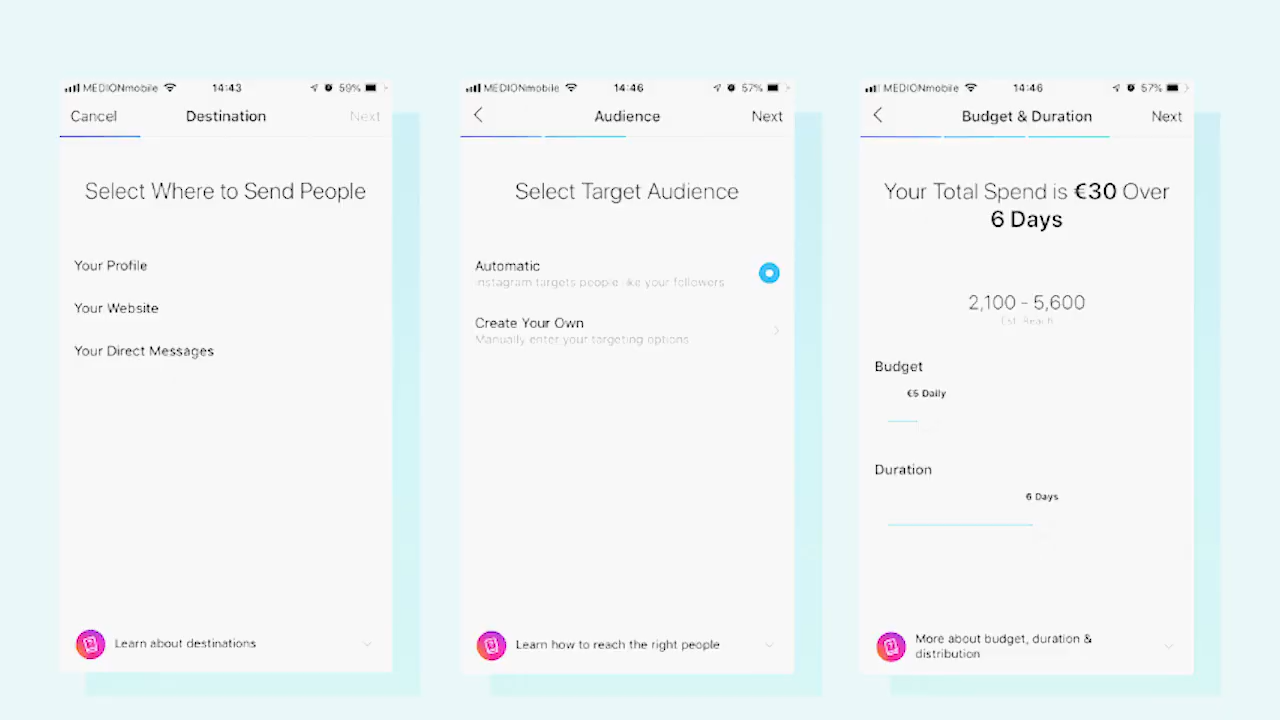 MEDIONmobile 14:43 59%
Cancel Destination Next
Select Where to Send People
Your Profile
Your Website
Your Direct Messages
Learn about destinations
MEDIONmobile 14:46 57%
Audience Next
Select Target Audience
Automatic
Instagram targets people like your followers
Create Your Own
Manually enter your targeting options
Learn how to reach the right people
MEDIONmobile 14:46 57%
Budget & Duration Next
Your Total Spend is €30 Over
6 Days
2,100 - 5,600
Est. Reach
Budget
€5 Daily
Duration
6 Days
More about budget, duration &
distribution